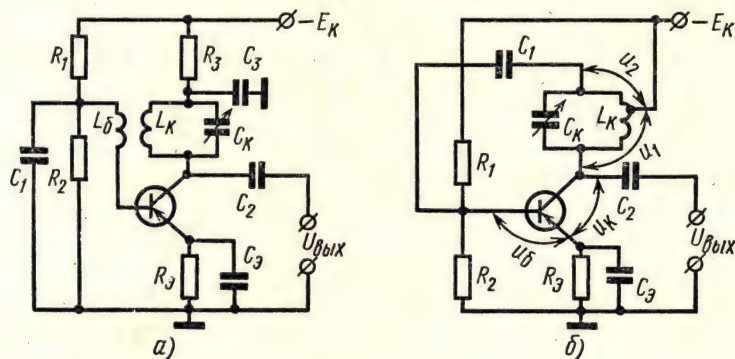 R₁
R₃
C₃
−Eк
Lб
Lк
Cк
C₁
R₂
C₂
Rэ
Cэ
Uвых
а)
C₁
u₂
−Eк
Cк
Lк
u₁
R₁
C₂
uк
uб
Uвых
R₂
Rэ
Cэ
б)